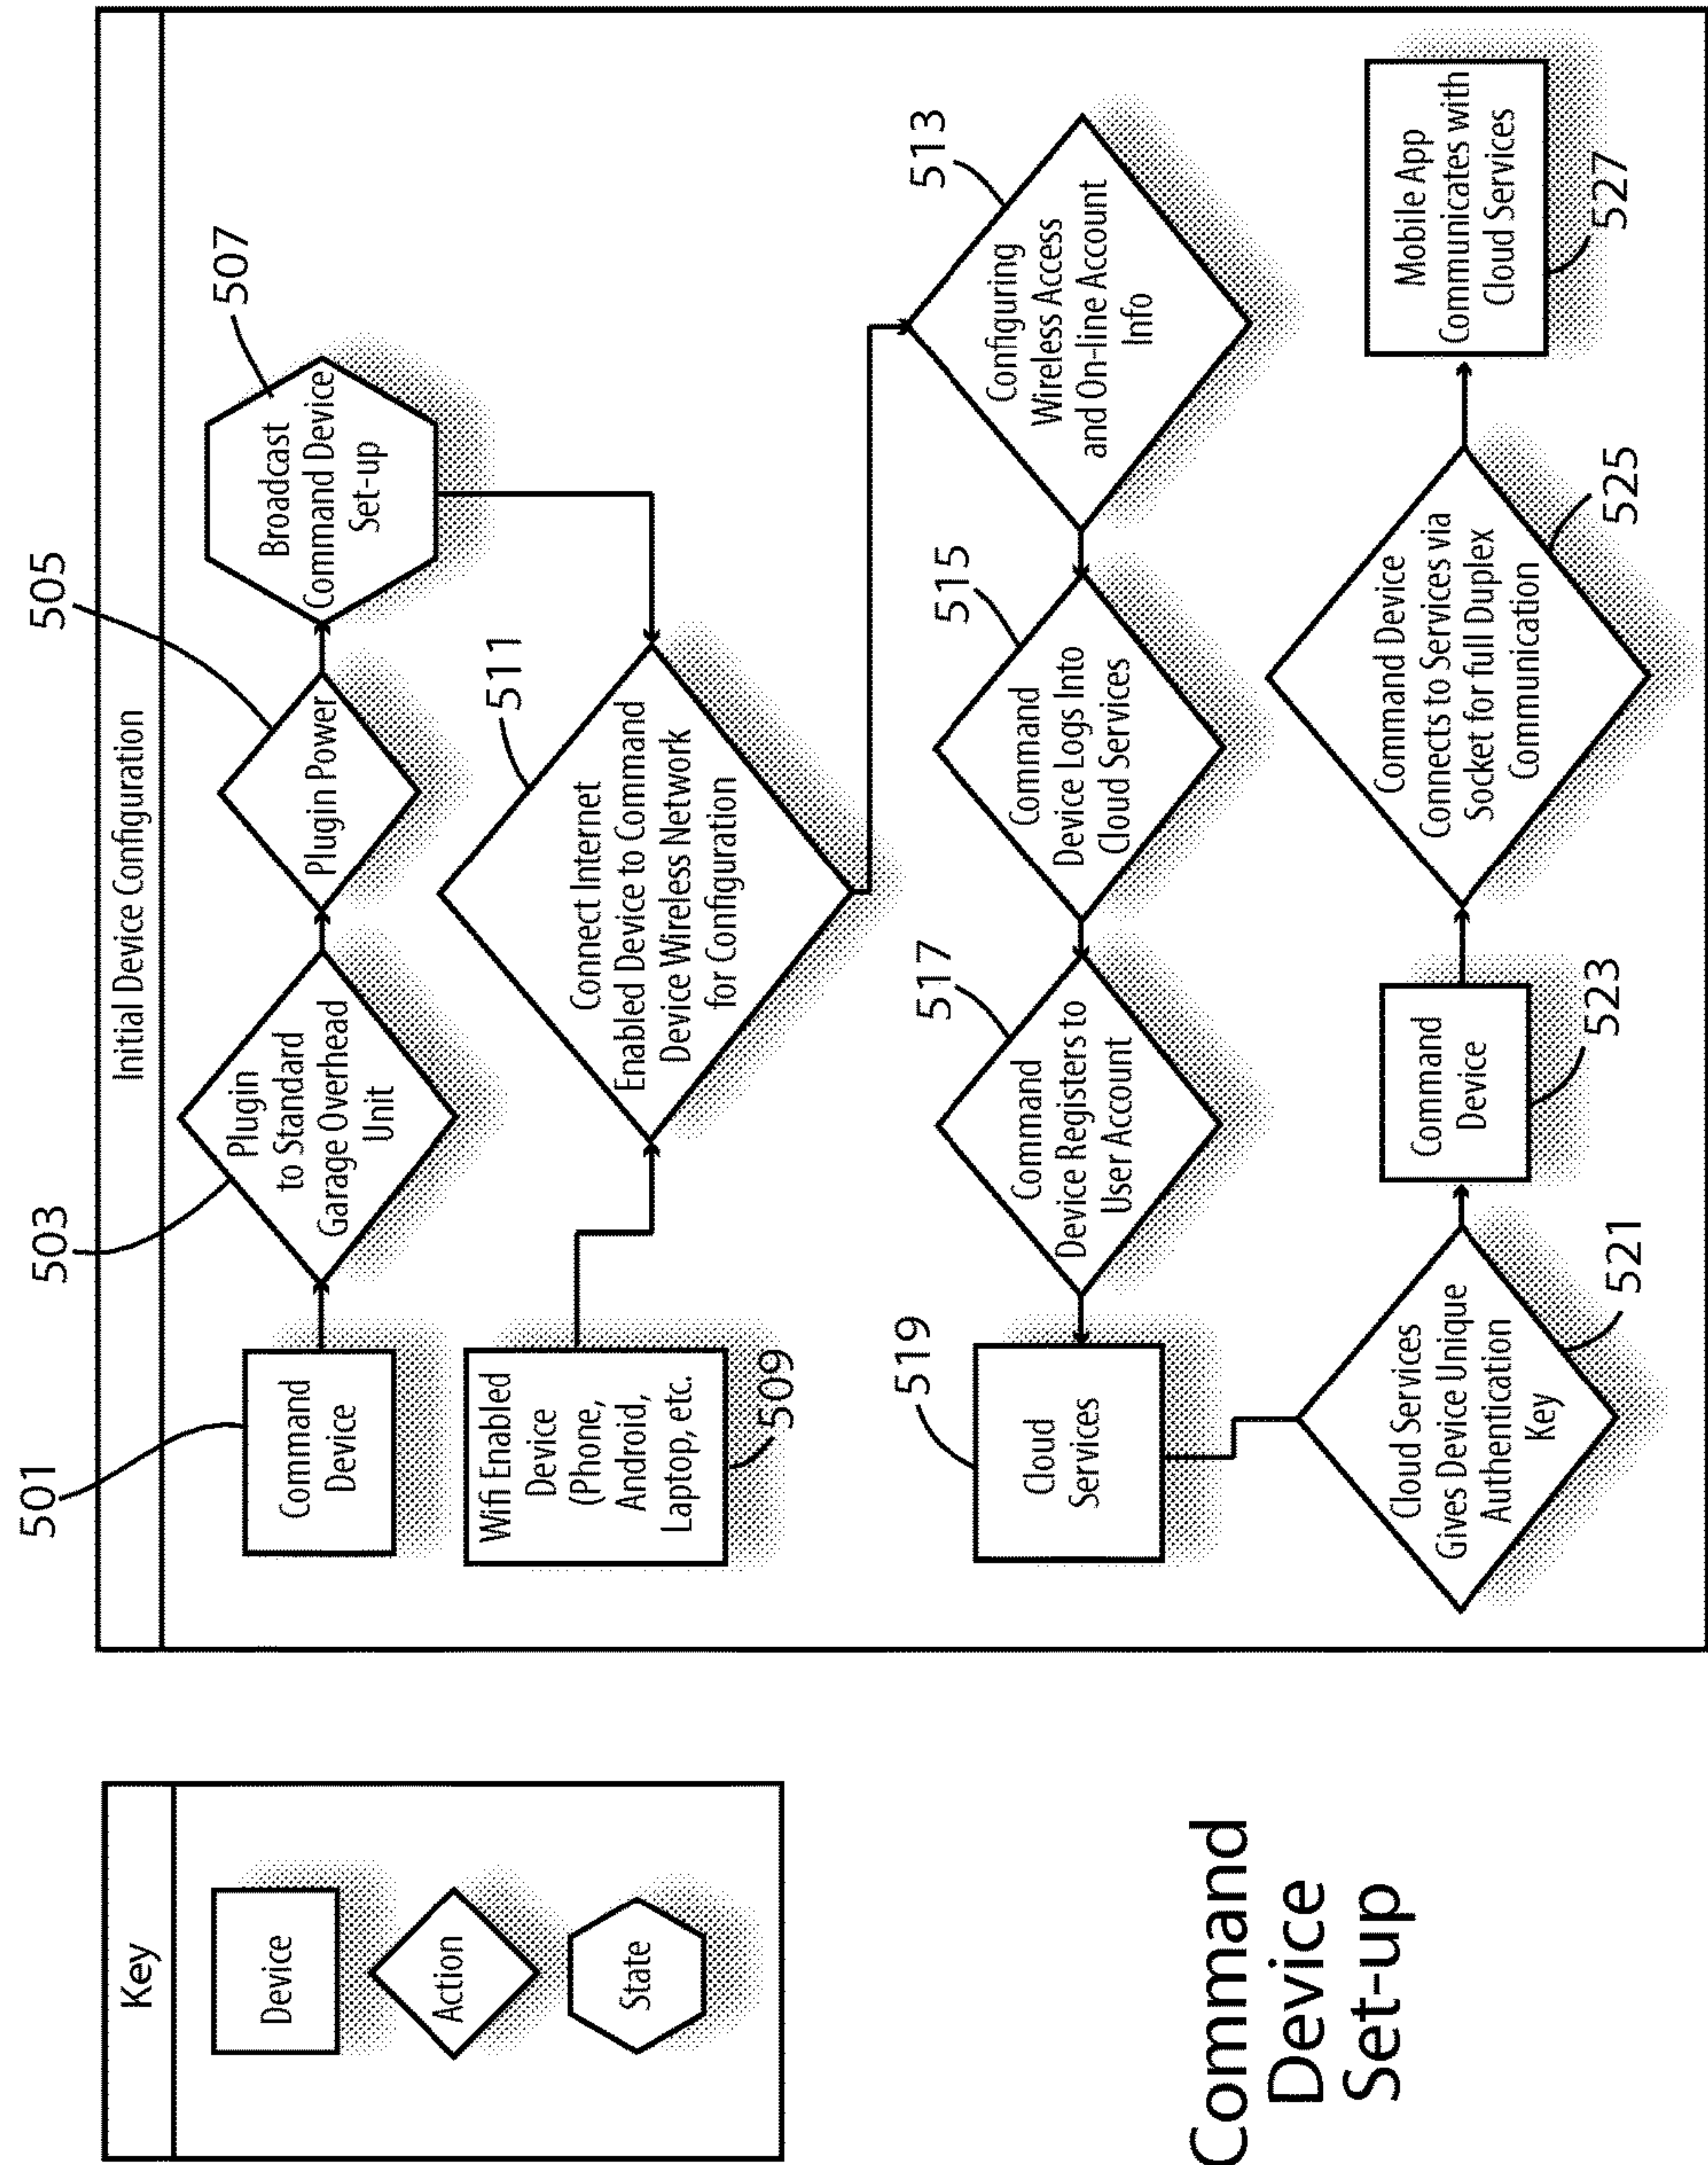 Command
Device
Set-up
Key
Device
Action
State
Initial Device Configuration
501
Command
Device
503
Plugin
to Standard
Garage Overhead
Unit
505
Plugin Power
507
Broadcast
Command Device
Set-up
509
Wifi Enabled
Device
(Phone,
Android,
Laptop, etc.
511
Connect Internet
Enabled Device to Command
Device Wireless Network
for Configuration
513
Configuring
Wireless Access
and On-line Account
Info
515
Command
Device Logs Into
Cloud Services
517
Command
Device Registers to
User Account
519
Cloud
Services
521
Cloud Services
Gives Device Unique
Authentication
Key
523
Command
Device
525
Command Device
Connects to Services via
Socket for full Duplex
Communication
527
Mobile App
Communicates with
Cloud Services